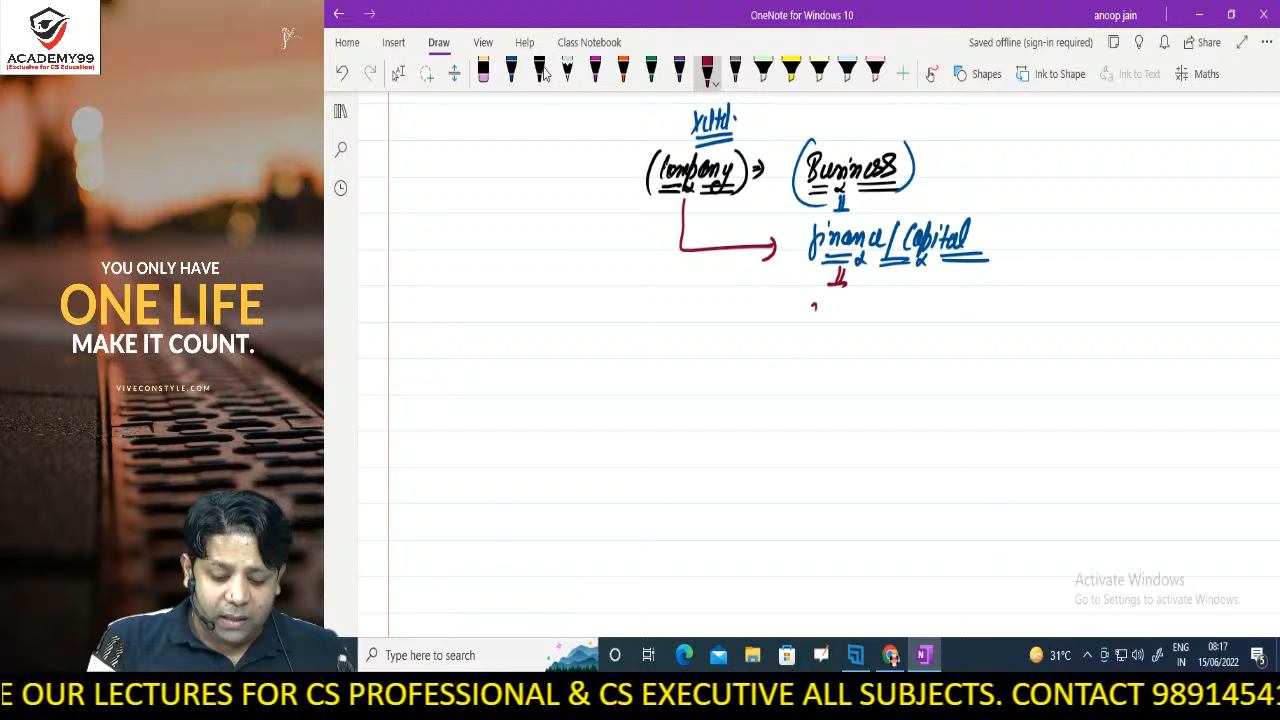 ACADEMY99
(Exclusive for CS Education)
YOU ONLY HAVE
ONE LIFE
MAKE IT COUNT.
VIVECONSTYLE.COM
OneNote for Windows 10
anoop jain
Home Insert Draw View Help Class Notebook
Saved offline (sign-in required)
Share
Shapes
Ink to Shape
Ink to Text
Maths
X Ltd.
(Company) ⇒ (Business)
finance/Capital
Activate Windows
Go to Settings to activate Windows.
Type here to search
31°C
ENG
IN
08:17
15/06/2022
5
E OUR LECTURES FOR CS PROFESSIONAL & CS EXECUTIVE ALL SUBJECTS. CONTACT 98914541